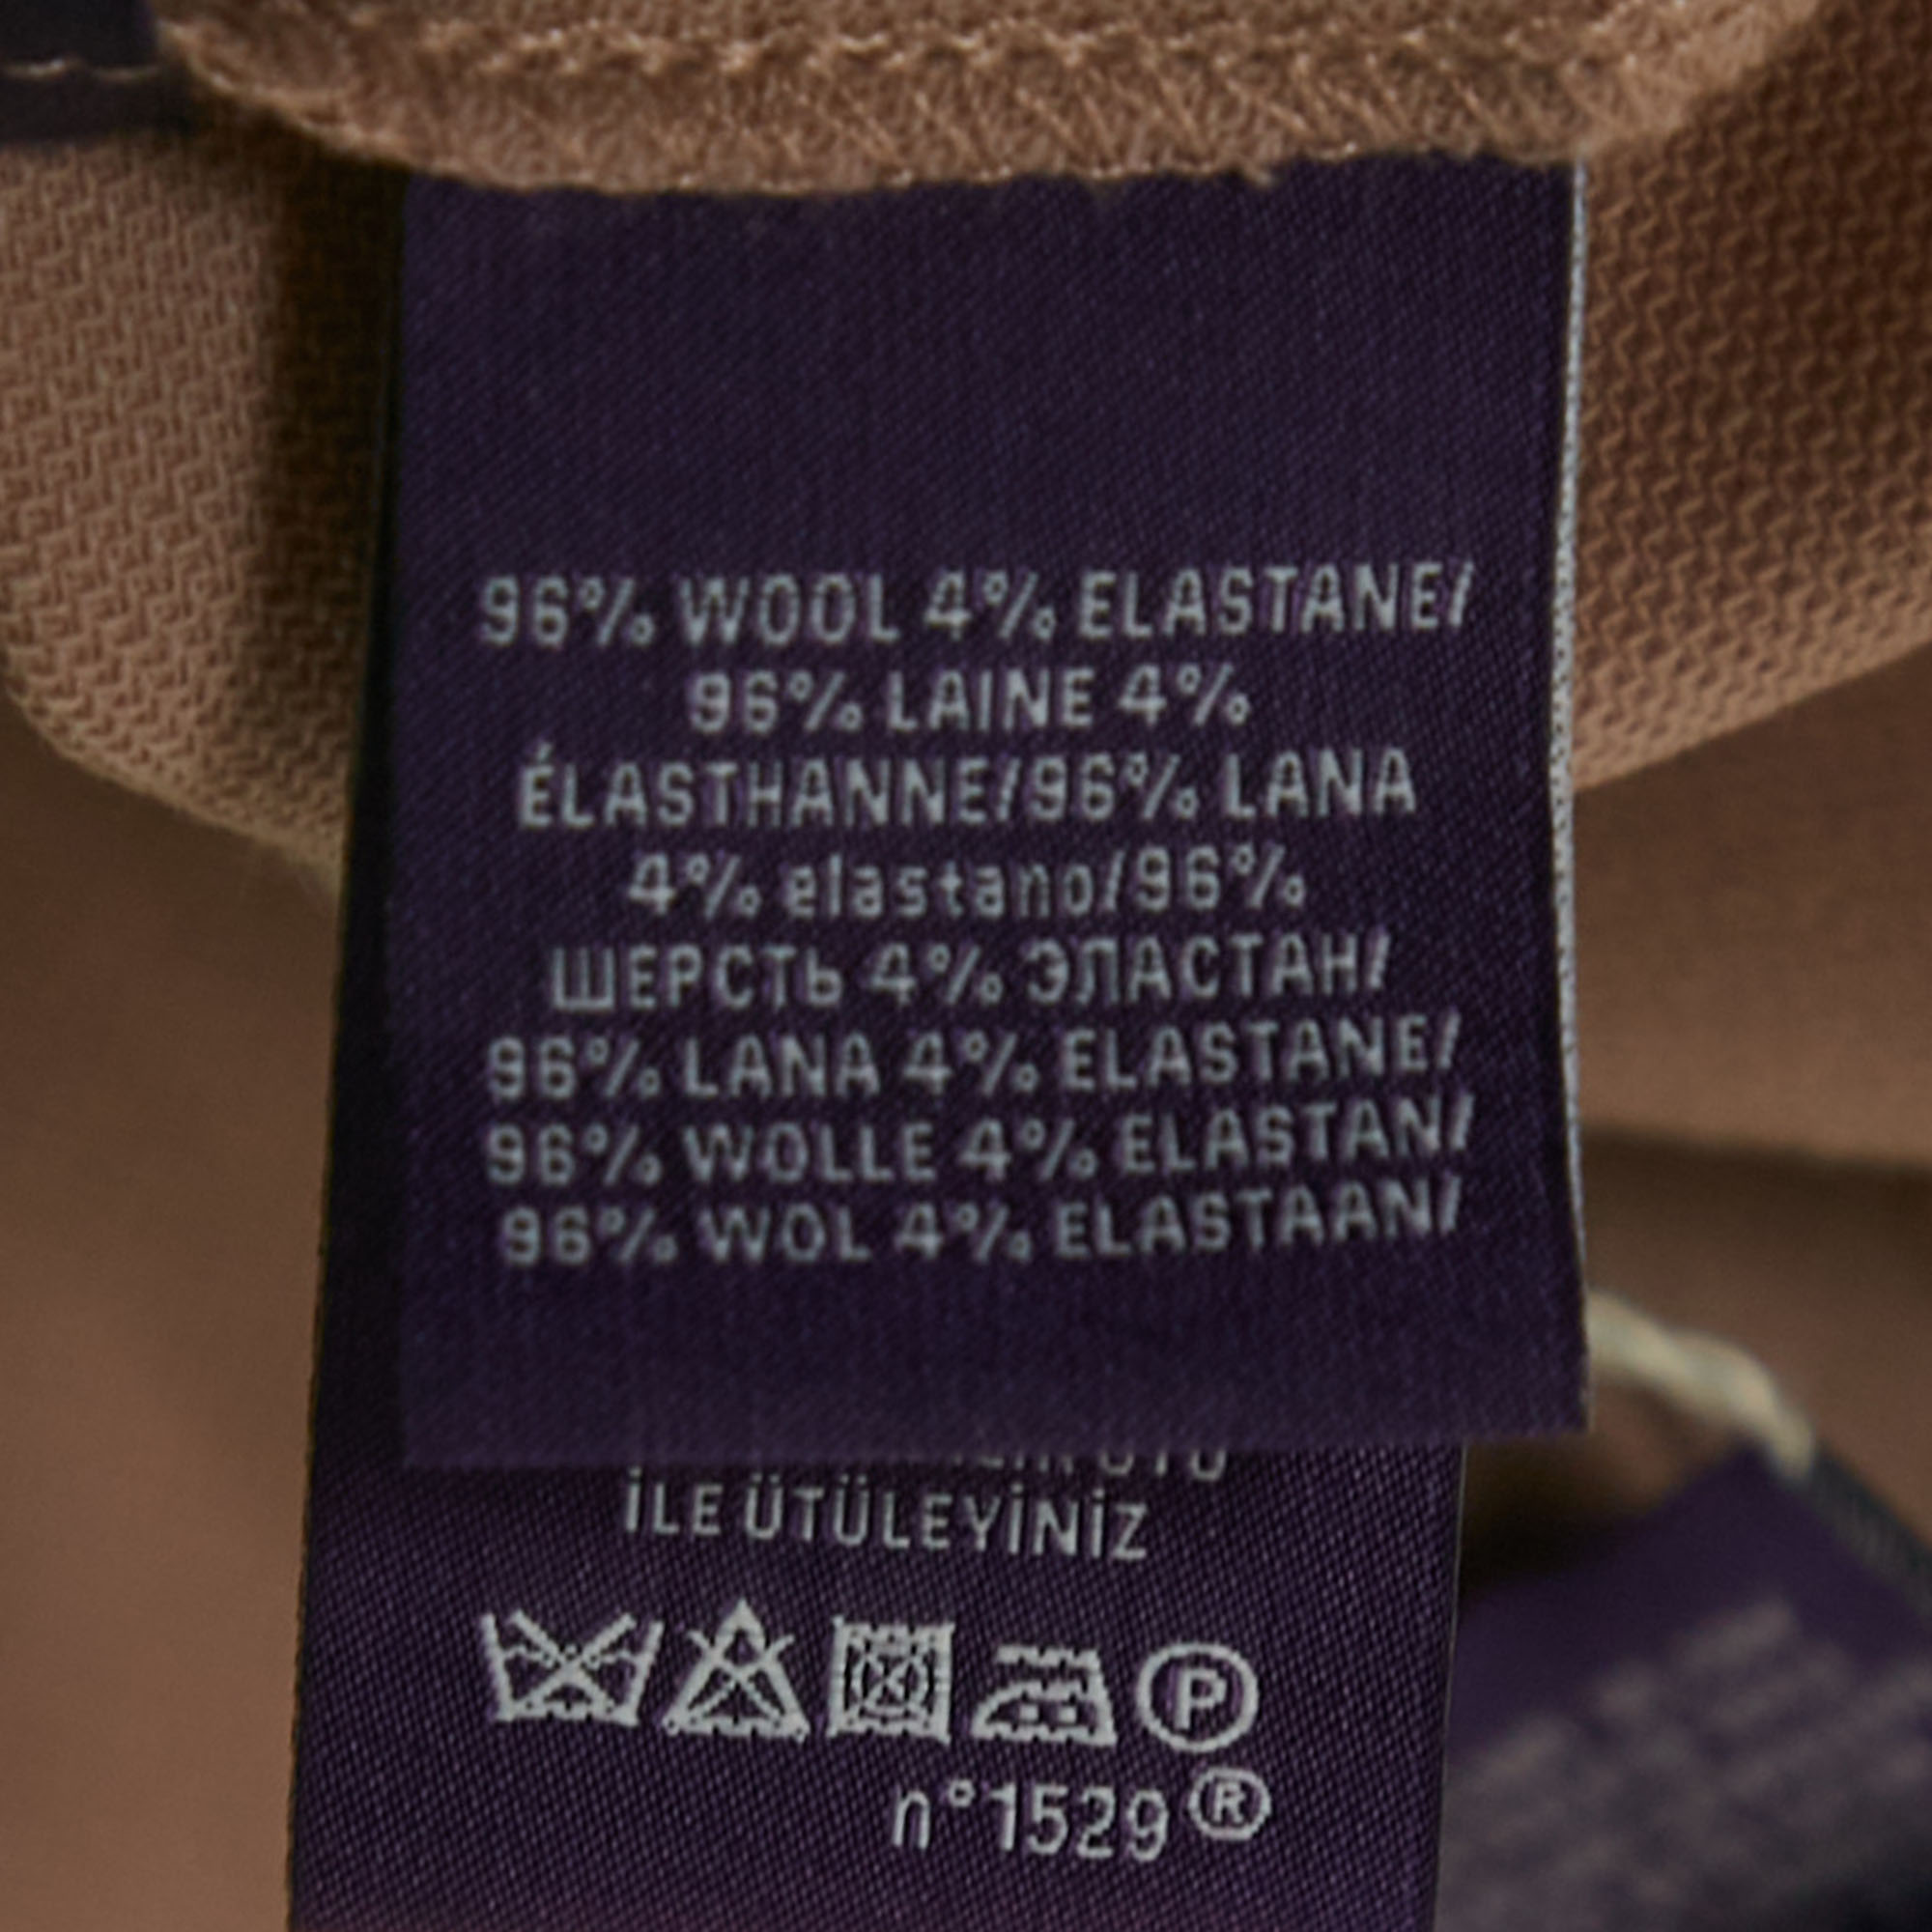 96% WOOL 4% ELASTANE/
96% LAINE 4%
ÉLASTHANNE/96% LANA
4% elastano/96%
ШЕРСТЬ 4% ЭЛАСТАН/
96% LANA 4% ELASTANE/
96% WOLLE 4% ELASTAN/
96% WOL 4% ELASTAAN/
İLE ÜTÜLEYİNİZ
P
n°1529®